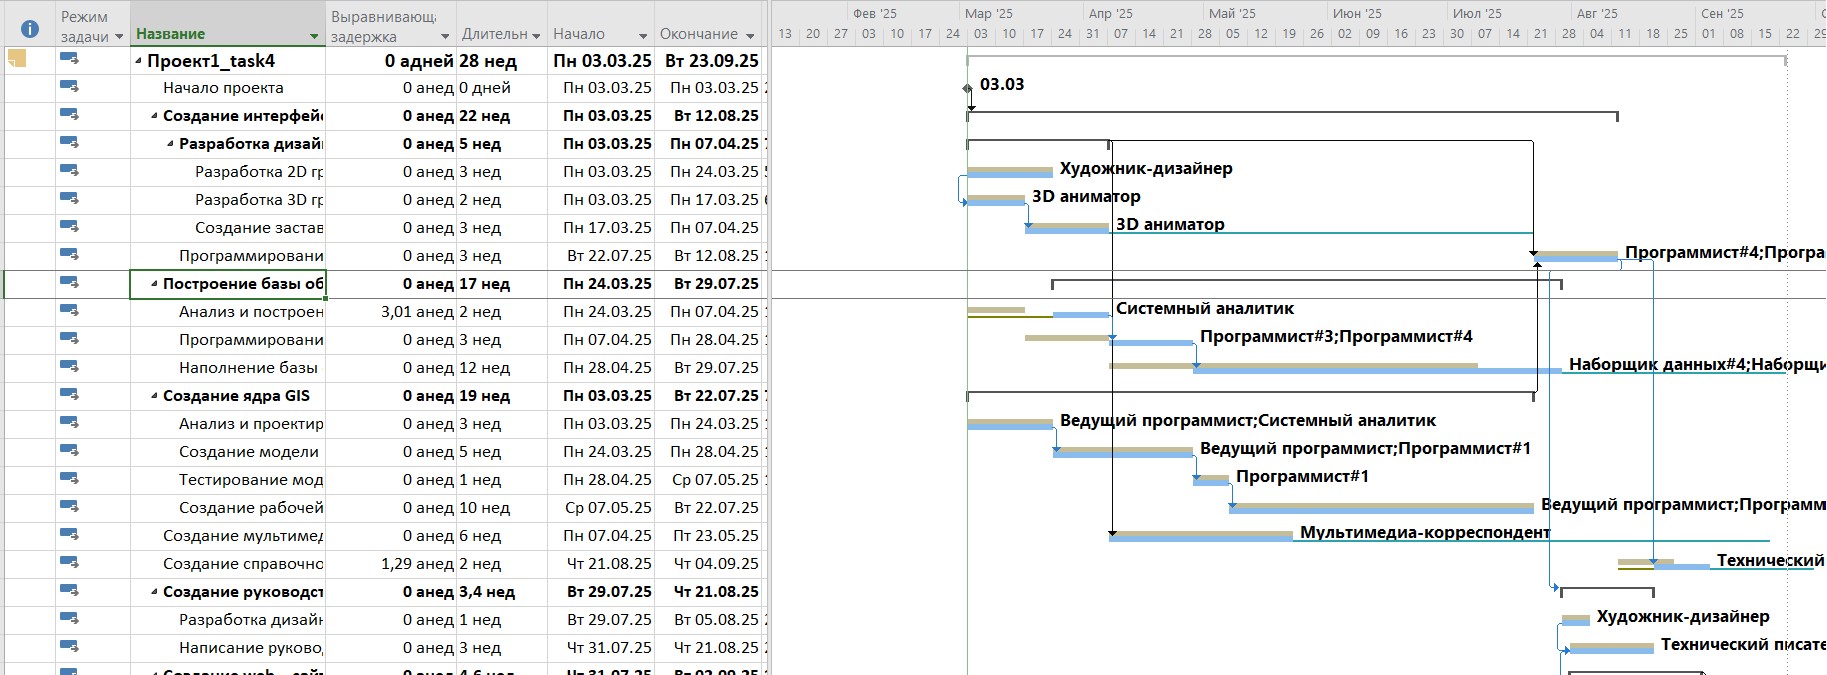 Режим задачи Название Выравнивающа задержка Длительн Начало Окончание
Фев '25 Мар '25 Апр '25 Май '25 Июн '25 Июл '25 Авг '25 Сен '25
13 20 27 03 10 17 24 03 10 17 24 31 07 14 21 28 05 12 19 26 02 09 16 23 30 07 14 21 28 04 11 18 25 01 08 15 22 29
Проект1_task4 0 адней 28 нед Пн 03.03.25 Вт 23.09.25
Начало проекта 0 анед 0 дней Пн 03.03.25 Пн 03.03.25 03.03
Создание интерфей 0 анед 22 нед Пн 03.03.25 Вт 12.08.25
Разработка дизай 0 анед 5 нед Пн 03.03.25 Пн 07.04.25
Разработка 2D гр 0 анед 3 нед Пн 03.03.25 Пн 24.03.25 Художник-дизайнер
Разработка 3D гр 0 анед 2 нед Пн 03.03.25 Пн 17.03.25 3D аниматор
Создание застав 0 анед 3 нед Пн 17.03.25 Пн 07.04.25 3D аниматор
Программировани 0 анед 3 нед Вт 22.07.25 Вт 12.08.25 Программист#4;Програ
Построение базы об 0 анед 17 нед Пн 24.03.25 Вт 29.07.25
Анализ и построен 3,01 анед 2 нед Пн 24.03.25 Пн 07.04.25 Системный аналитик
Программировани 0 анед 3 нед Пн 07.04.25 Пн 28.04.25 Программист#3;Программист#4
Наполнение базы 0 анед 12 нед Пн 28.04.25 Вт 29.07.25 Наборщик данных#4;Наборщи
Создание ядра GIS 0 анед 19 нед Пн 03.03.25 Вт 22.07.25
Анализ и проектир 0 анед 3 нед Пн 03.03.25 Пн 24.03.25 Ведущий программист;Системный аналитик
Создание модели 0 анед 5 нед Пн 24.03.25 Пн 28.04.25 Ведущий программист;Программист#1
Тестирование мод 0 анед 1 нед Пн 28.04.25 Ср 07.05.25 Программист#1
Создание рабочей 0 анед 10 нед Ср 07.05.25 Вт 22.07.25 Ведущий программист;Программ
Создание мультимед 0 анед 6 нед Пн 07.04.25 Пт 23.05.25 Мультимедиа-корреспондент
Создание справочно 1,29 анед 2 нед Чт 21.08.25 Чт 04.09.25 Технический
Создание руководст 0 анед 3,4 нед Вт 29.07.25 Чт 21.08.25
Разработка дизайн 0 анед 1 нед Вт 29.07.25 Вт 05.08.25 Художник-дизайнер
Написание руково 0 анед 3 нед Чт 31.07.25 Чт 21.08.25 Технический писате